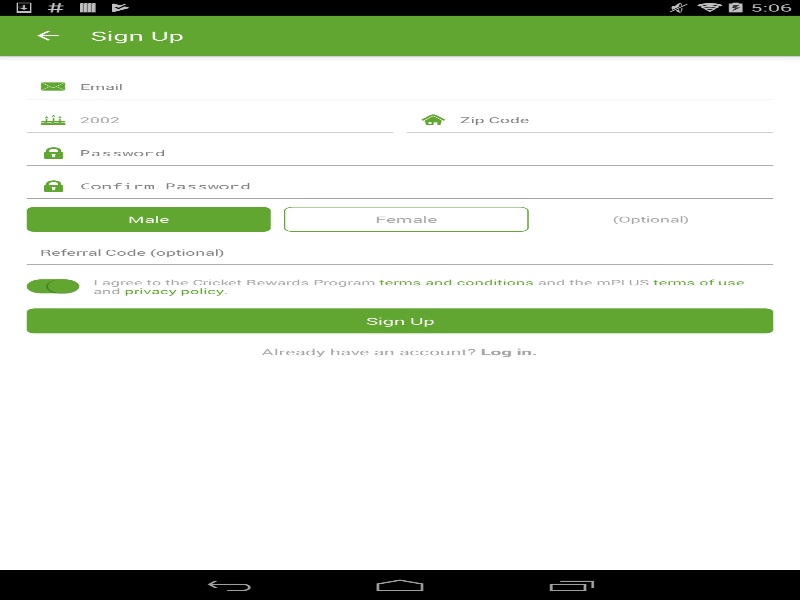 5:06
Sign Up
Email
2002
Zip Code
Password
Confirm Password
Male
Female
(Optional)
Referral Code (optional)
I agree to the Cricket Rewards Program terms and conditions and the mPLUS terms of use
and privacy policy.
Sign Up
Already have an account? Log in.